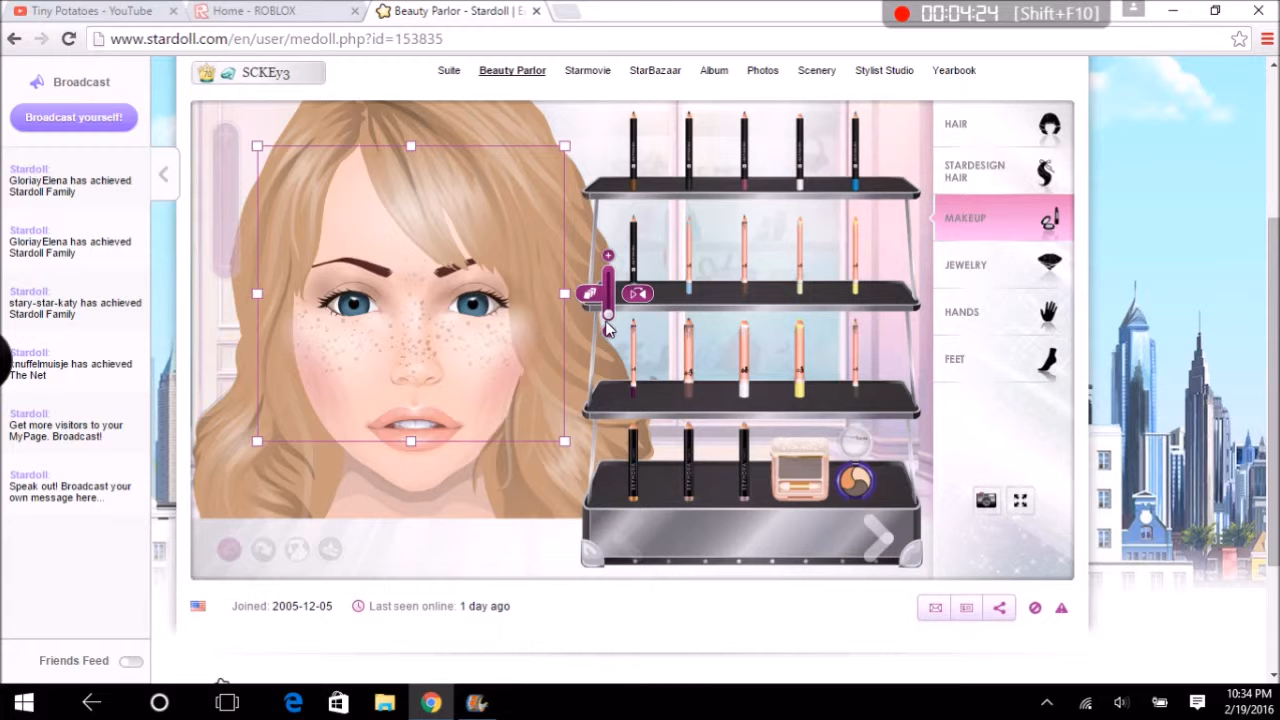 Tiny Potatoes - YouTube
Home - ROBLOX
Beauty Parlor - Stardoll | E
00:04:24 [Shift+F10]
www.stardoll.com/en/user/medoll.php?id=153835
Broadcast
Broadcast yourself!
SCKEy3
Suite
Beauty Parlor
Starmovie
StarBazaar
Album
Photos
Scenery
Stylist Studio
Yearbook
Stardoll:
GloriayElena has achieved
Stardoll Family
Stardoll:
GloriayElena has achieved
Stardoll Family
Stardoll:
stary-star-katy has achieved
Stardoll Family
Stardoll:
.nuffelmuisje has achieved
The Net
Stardoll:
Get more visitors to your
MyPage. Broadcast!
Stardoll:
Speak out! Broadcast your
own message here...
HAIR
STARDESIGN
HAIR
MAKEUP
JEWELRY
HANDS
FEET
Joined: 2005-12-05
Last seen online: 1 day ago
Friends Feed
10:34 PM
2/19/2016